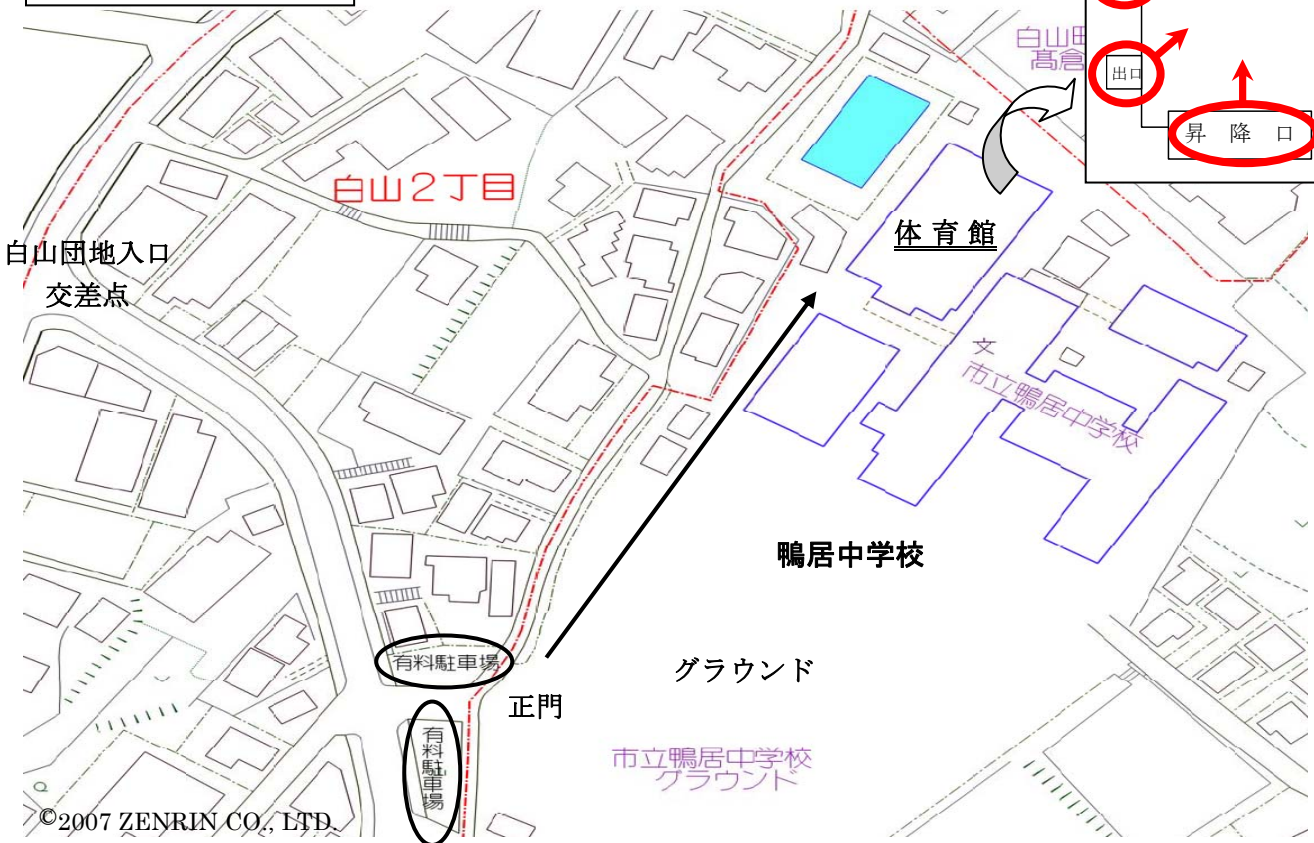 白山町
髙倉
出口
昇 降 口
白山２丁目
体 育 館
白山団地入口
交差点
文
市立鴨居中学校
鴨居中学校
有料駐車場
グラウンド
正門
有料駐車場
市立鴨居中学校
グラウンド
©2007 ZENRIN CO., LTD.